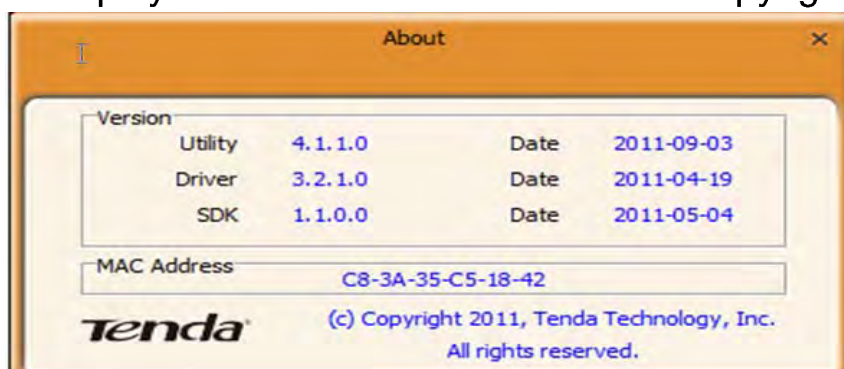 About
Version
Utility 4.1.1.0 Date 2011-09-03
Driver 3.2.1.0 Date 2011-04-19
SDK 1.1.0.0 Date 2011-05-04
MAC Address
C8-3A-35-C5-18-42
Tenda
(c) Copyright 2011, Tenda Technology, Inc.
All rights reserved.